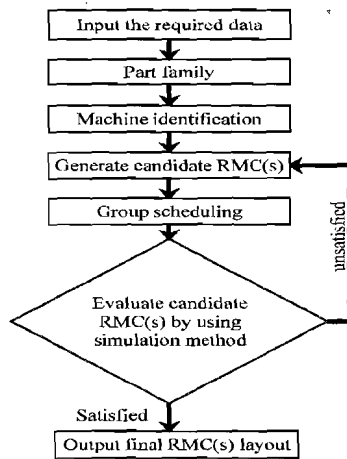 Input the required data
Part family
Machine identification
Generate candidate RMC(s)
Group scheduling
unsatisfied
Evaluate candidate
RMC(s) by using
simulation method
Satisfied
Output final RMC(s) layout